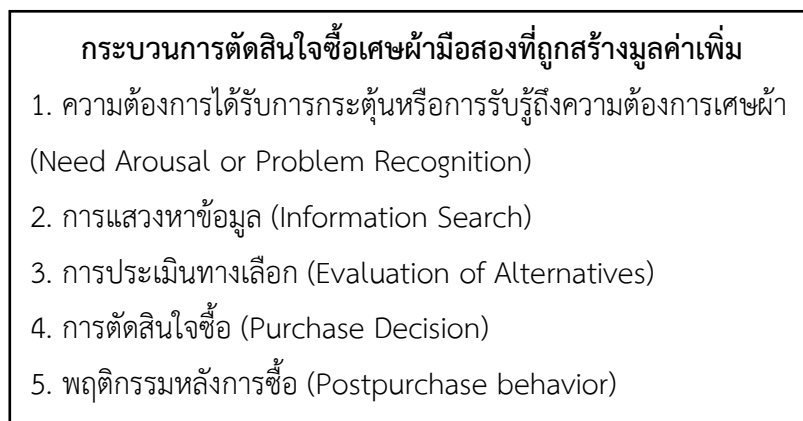 กระบวนการตัดสินใจซื้อเศษผ้ามือสองที่ถูกสร้างมูลค่าเพิ่ม
1. ความต้องการได้รับการกระตุ้นหรือการรับรู้ถึงความต้องการเศษผ้า
(Need Arousal or Problem Recognition)
2. การแสวงหาข้อมูล (Information Search)
3. การประเมินทางเลือก (Evaluation of Alternatives)
4. การตัดสินใจซื้อ (Purchase Decision)
5. พฤติกรรมหลังการซื้อ (Postpurchase behavior)